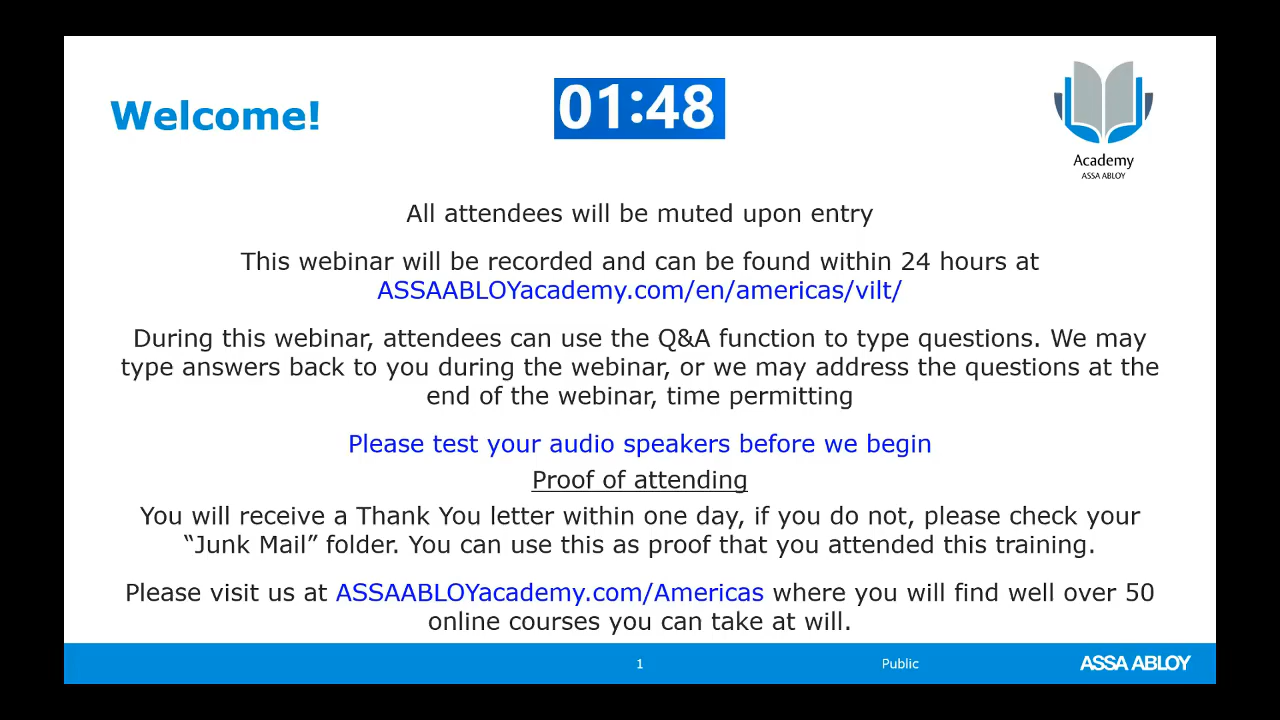 Welcome!
01:48
Academy
ASSA ABLOY
All attendees will be muted upon entry
This webinar will be recorded and can be found within 24 hours at
ASSAABLOYacademy.com/en/americas/vilt/
During this webinar, attendees can use the Q&A function to type questions. We may
type answers back to you during the webinar, or we may address the questions at the
end of the webinar, time permitting
Please test your audio speakers before we begin
Proof of attending
You will receive a Thank You letter within one day, if you do not, please check your
“Junk Mail” folder. You can use this as proof that you attended this training.
Please visit us at ASSAABLOYacademy.com/Americas where you will find well over 50
online courses you can take at will.
1
Public
ASSA ABLOY